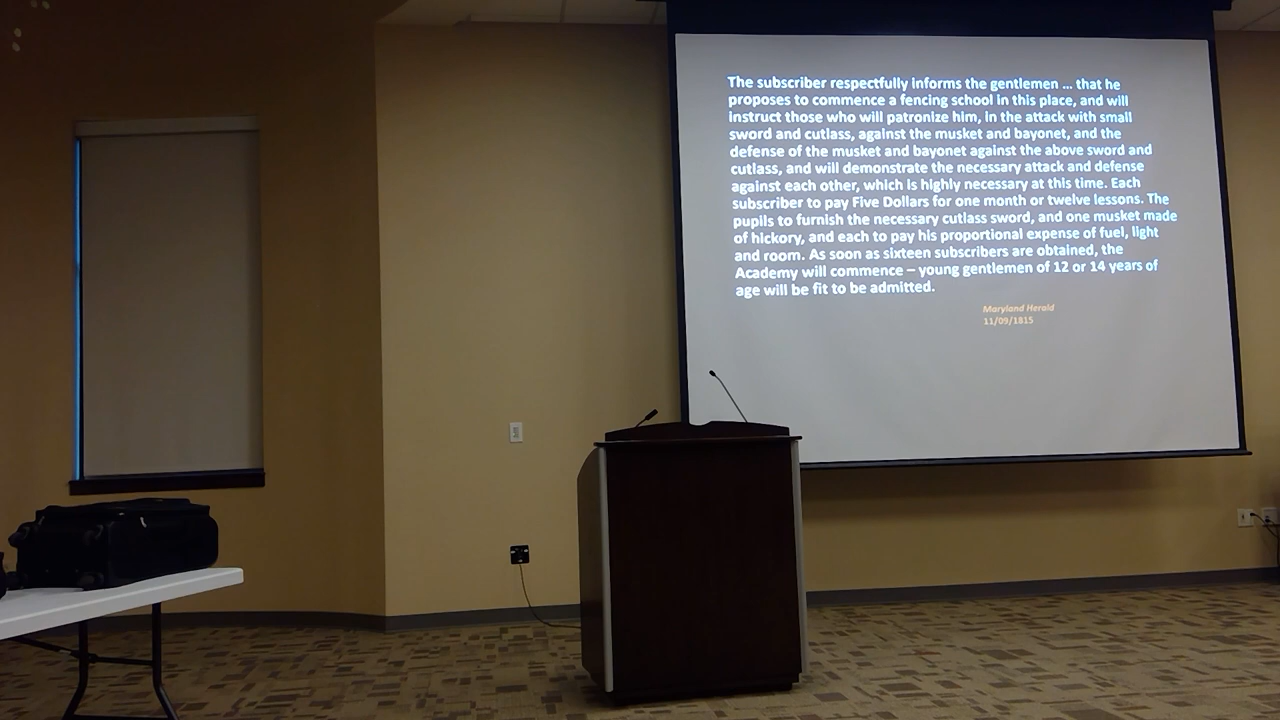 The subscriber respectfully informs the gentlemen ... that he
proposes to commence a fencing school in this place, and will
instruct those who will patronize him, in the attack with small
sword and cutlass, against the musket and bayonet, and the
defense of the musket and bayonet against the above sword and
cutlass, and will demonstrate the necessary attack and defense
against each other, which is highly necessary at this time. Each
subscriber to pay Five Dollars for one month or twelve lessons. The
pupils to furnish the necessary cutlass sword, and one musket made
of hickory, and each to pay his proportional expense of fuel, light
and room. As soon as sixteen subscribers are obtained, the
Academy will commence – young gentlemen of 12 or 14 years of
age will be fit to be admitted.
Maryland Herald
11/09/1815